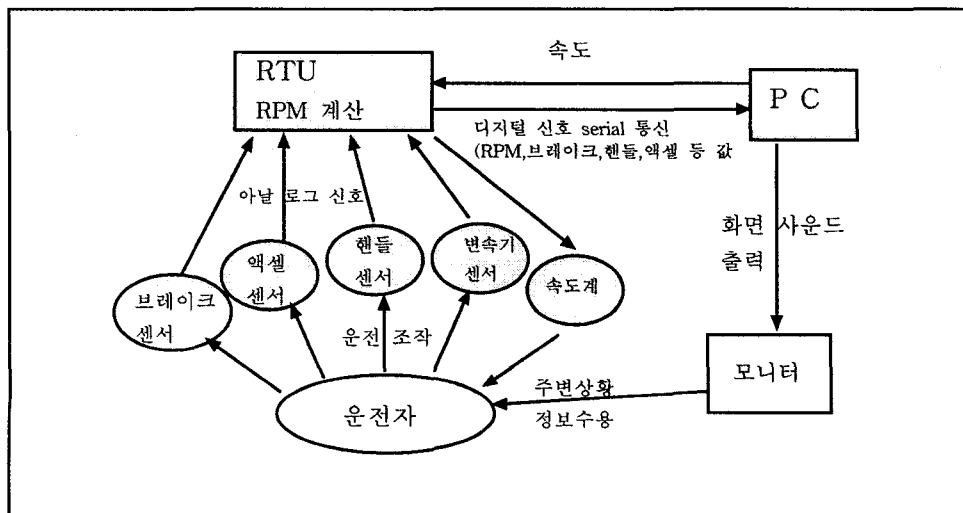 속도
RTU
RPM 계산
P C
디지털 신호 serial 통신
(RPM,브레이크,핸들,액셀 등 값
아날 로그 신호
화면 사운드
출력
핸들
센서
변속기
센서
액셀
센서
속도계
브레이크
센서
운전 조작
모니터
주변상황
정보수용
운전자